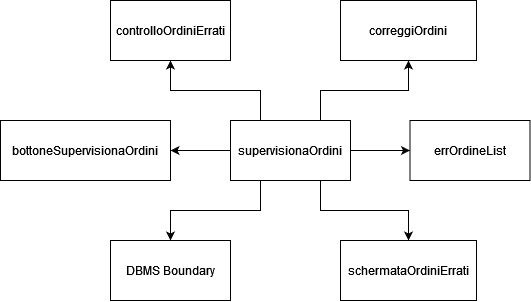 controlloOrdiniErrati
correggiOrdini
bottoneSupervisionaOrdini
supervisionaOrdini
errOrdineList
DBMS Boundary
schermataOrdiniErrati